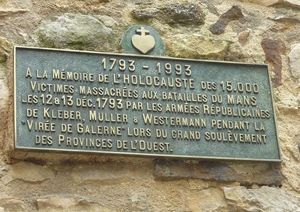 1793 - 1993
A LA MÉMOIRE DE L'HOLOCAUSTE DES 15.000
VICTIMES MASSACRÉES AUX BATAILLES DU MANS
LES 12 & 13 DÉC. 1793 PAR LES ARMÉES RÉPUBLICAINES
DE KLEBER, MULLER & WESTERMANN PENDANT LA
"VIRÉE DE GALERNE" LORS DU GRAND SOULÈVEMENT
DES PROVINCES DE L'OUEST.